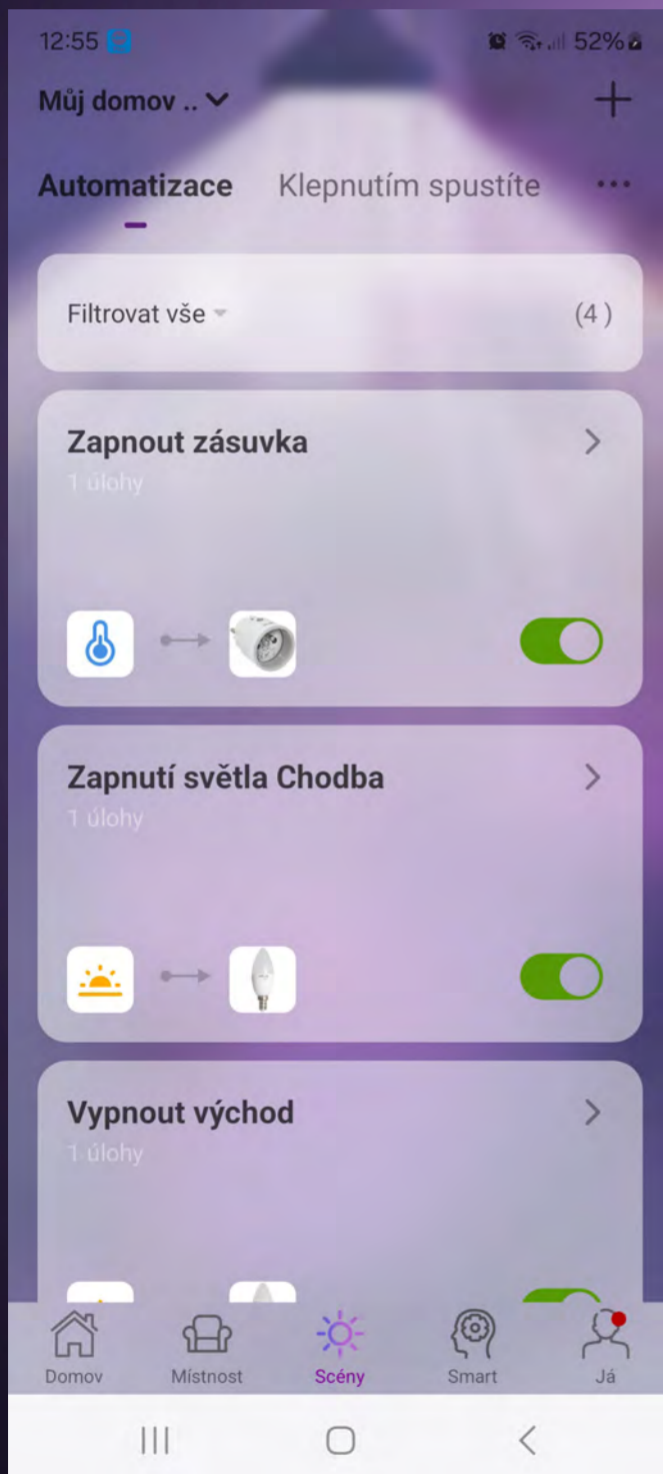 12:55
52%
Můj domov ..
Automatizace
Klepnutím spustíte
Filtrovat vše
(4 )
Zapnout zásuvka
1 úlohy
Zapnutí světla Chodba
1 úlohy
Vypnout východ
1 úlohy
Domov
Místnost
Scény
Smart
Já